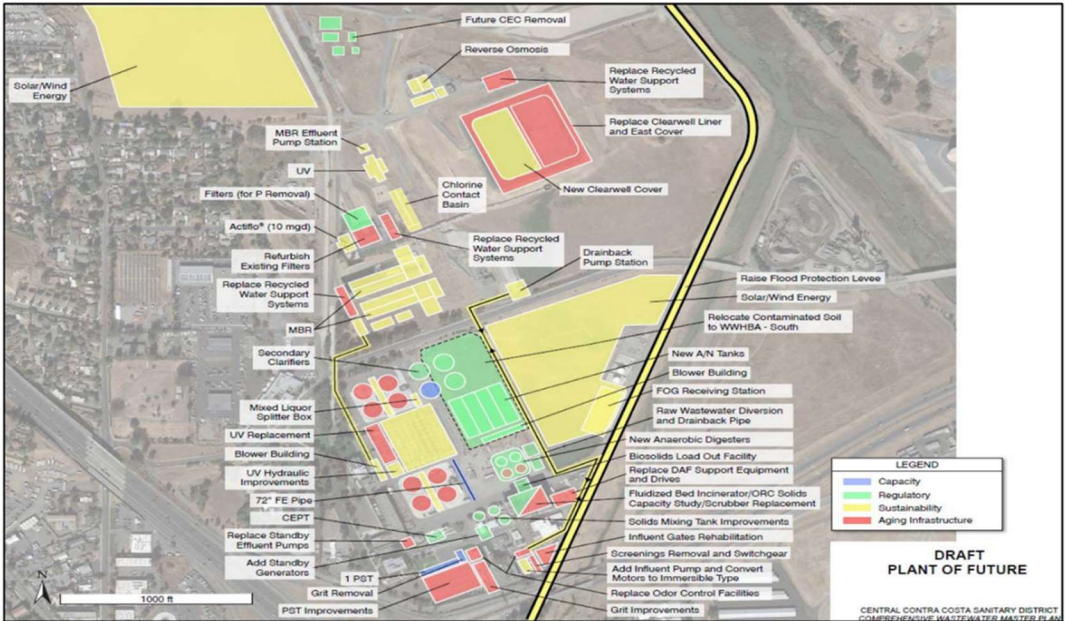 Future CEC Removal
Reverse Osmosis
Replace Recycled
Water Support
Systems
Solar/Wind
Energy
Replace Clearwell Liner
and East Cover
MBR Effluent
Pump Station
UV
New Clearwell Cover
Filters (for P Removal)
Chlorine
Contact
Basin
Actiflo® (10 mgd)
Refurbish
Existing Filters
Replace Recycled
Water Support
Systems
Drainback
Pump Station
Replace Recycled
Water Support
Systems
Raise Flood Protection Levee
Solar/Wind Energy
MBR
Relocate Contaminated Soil
to WWHBA - South
Secondary
Clarifiers
New A/N Tanks
Blower Building
FOG Receiving Station
Mixed Liquor
Splitter Box
Raw Wastewater Diversion
and Drainback Pipe
UV Replacement
New Anaerobic Digesters
Blower Building
Biosolids Load Out Facility
UV Hydraulic
Improvements
Replace DAF Support Equipment
and Drives
72" FE Pipe
Fluidized Bed Incinerator/ORC Solids
Capacity Study/Scrubber Replacement
CEPT
Solids Mixing Tank Improvements
Replace Standby
Effluent Pumps
Influent Gates Rehabilitation
Screenings Removal and Switchgear
Add Standby
Generators
Add Influent Pump and Convert
Motors to Immersible Type
1 PST
Grit Removal
Replace Odor Control Facilities
PST Improvements
Grit Improvements
LEGEND
Capacity
Regulatory
Sustainability
Aging Infrastructure
N
1000 ft
DRAFT
PLANT OF FUTURE
CENTRAL CONTRA COSTA SANITARY DISTRICT
COMPREHENSIVE WASTEWATER MASTER PLAN